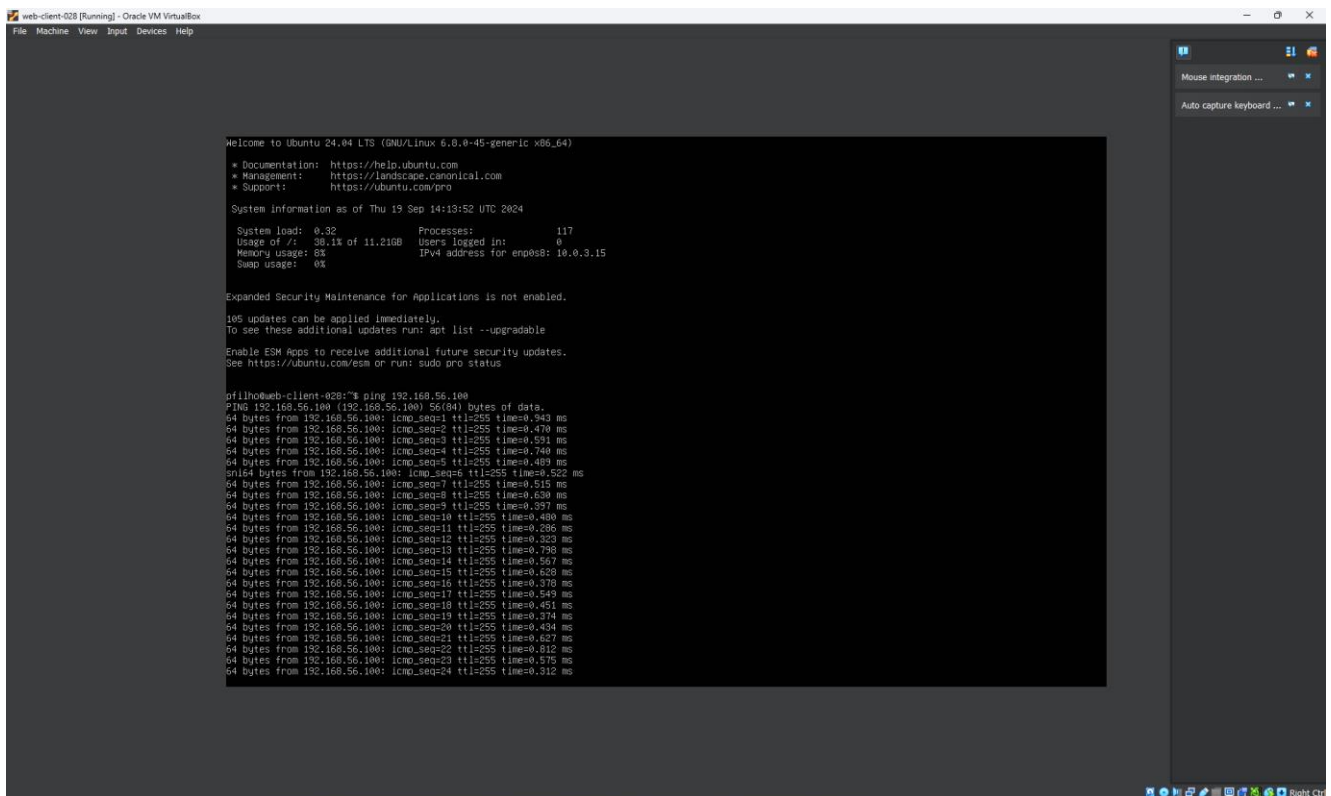 web-client-028 [Running] - Oracle VM VirtualBox
File Machine View Input Devices Help
Mouse integration ...
Auto capture keyboard ...
Welcome to Ubuntu 24.04 LTS (GNU/Linux 6.8.0-45-generic x86_64)
* Documentation: https://help.ubuntu.com
* Management: https://landscape.canonical.com
* Support: https://ubuntu.com/pro
System information as of Thu 19 Sep 14:13:52 UTC 2024
System load: 0.32 Processes: 117
Usage of /: 38.1% of 11.21GB Users logged in: 0
Memory usage: 8% IPv4 address for enp0s8: 10.0.3.15
Swap usage: 0%
Expanded Security Maintenance for Applications is not enabled.
105 updates can be applied immediately.
To see these additional updates run: apt list --upgradable
Enable ESM Apps to receive additional future security updates.
See https://ubuntu.com/esm or run: sudo pro status
pfilho@web-client-028:~$ ping 192.168.56.100
PING 192.168.56.100 (192.168.56.100) 56(84) bytes of data.
64 bytes from 192.168.56.100: icmp_seq=1 ttl=255 time=0.943 ms
64 bytes from 192.168.56.100: icmp_seq=2 ttl=255 time=0.470 ms
64 bytes from 192.168.56.100: icmp_seq=3 ttl=255 time=0.591 ms
64 bytes from 192.168.56.100: icmp_seq=4 ttl=255 time=0.740 ms
64 bytes from 192.168.56.100: icmp_seq=5 ttl=255 time=0.489 ms
sni64 bytes from 192.168.56.100: icmp_seq=6 ttl=255 time=0.522 ms
64 bytes from 192.168.56.100: icmp_seq=7 ttl=255 time=0.515 ms
64 bytes from 192.168.56.100: icmp_seq=8 ttl=255 time=0.630 ms
64 bytes from 192.168.56.100: icmp_seq=9 ttl=255 time=0.397 ms
64 bytes from 192.168.56.100: icmp_seq=10 ttl=255 time=0.480 ms
64 bytes from 192.168.56.100: icmp_seq=11 ttl=255 time=0.286 ms
64 bytes from 192.168.56.100: icmp_seq=12 ttl=255 time=0.323 ms
64 bytes from 192.168.56.100: icmp_seq=13 ttl=255 time=0.798 ms
64 bytes from 192.168.56.100: icmp_seq=14 ttl=255 time=0.567 ms
64 bytes from 192.168.56.100: icmp_seq=15 ttl=255 time=0.628 ms
64 bytes from 192.168.56.100: icmp_seq=16 ttl=255 time=0.378 ms
64 bytes from 192.168.56.100: icmp_seq=17 ttl=255 time=0.549 ms
64 bytes from 192.168.56.100: icmp_seq=18 ttl=255 time=0.451 ms
64 bytes from 192.168.56.100: icmp_seq=19 ttl=255 time=0.374 ms
64 bytes from 192.168.56.100: icmp_seq=20 ttl=255 time=0.434 ms
64 bytes from 192.168.56.100: icmp_seq=21 ttl=255 time=0.627 ms
64 bytes from 192.168.56.100: icmp_seq=22 ttl=255 time=0.812 ms
64 bytes from 192.168.56.100: icmp_seq=23 ttl=255 time=0.575 ms
64 bytes from 192.168.56.100: icmp_seq=24 ttl=255 time=0.312 ms
Right Ctrl